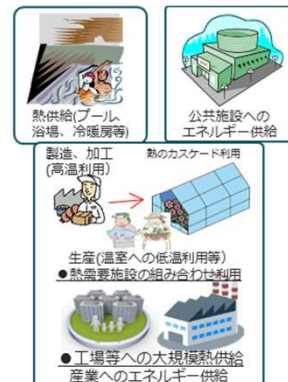 熱供給(プール、
浴場、冷暖房等)
公共施設への
エネルギー供給
製造、加工
(高温利用)
熱のカスケード利用
生産(温室への低温利用等)
●熱需要施設の組み合わせ利用
●工場等への大規模熱供給
産業へのエネルギー供給